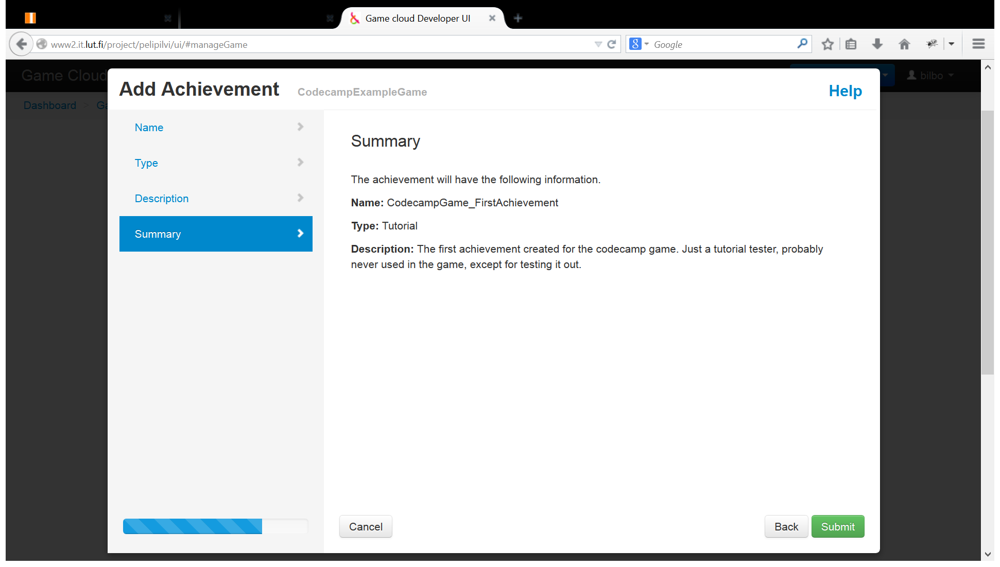 Game cloud Developer UI
www2.it.lut.fi/project/pelipilvi/ui/#manageGame
8 Google
Game Cloud
bilbo
Add Achievement CodecampExampleGame
Help
Dashboard > Ga
Name
Type
Description
Summary
Summary
The achievement will have the following information.
Name: CodecampGame_FirstAchievement
Type: Tutorial
Description: The first achievement created for the codecamp game. Just a tutorial tester, probably
never used in the game, except for testing it out.
Cancel
Back
Submit